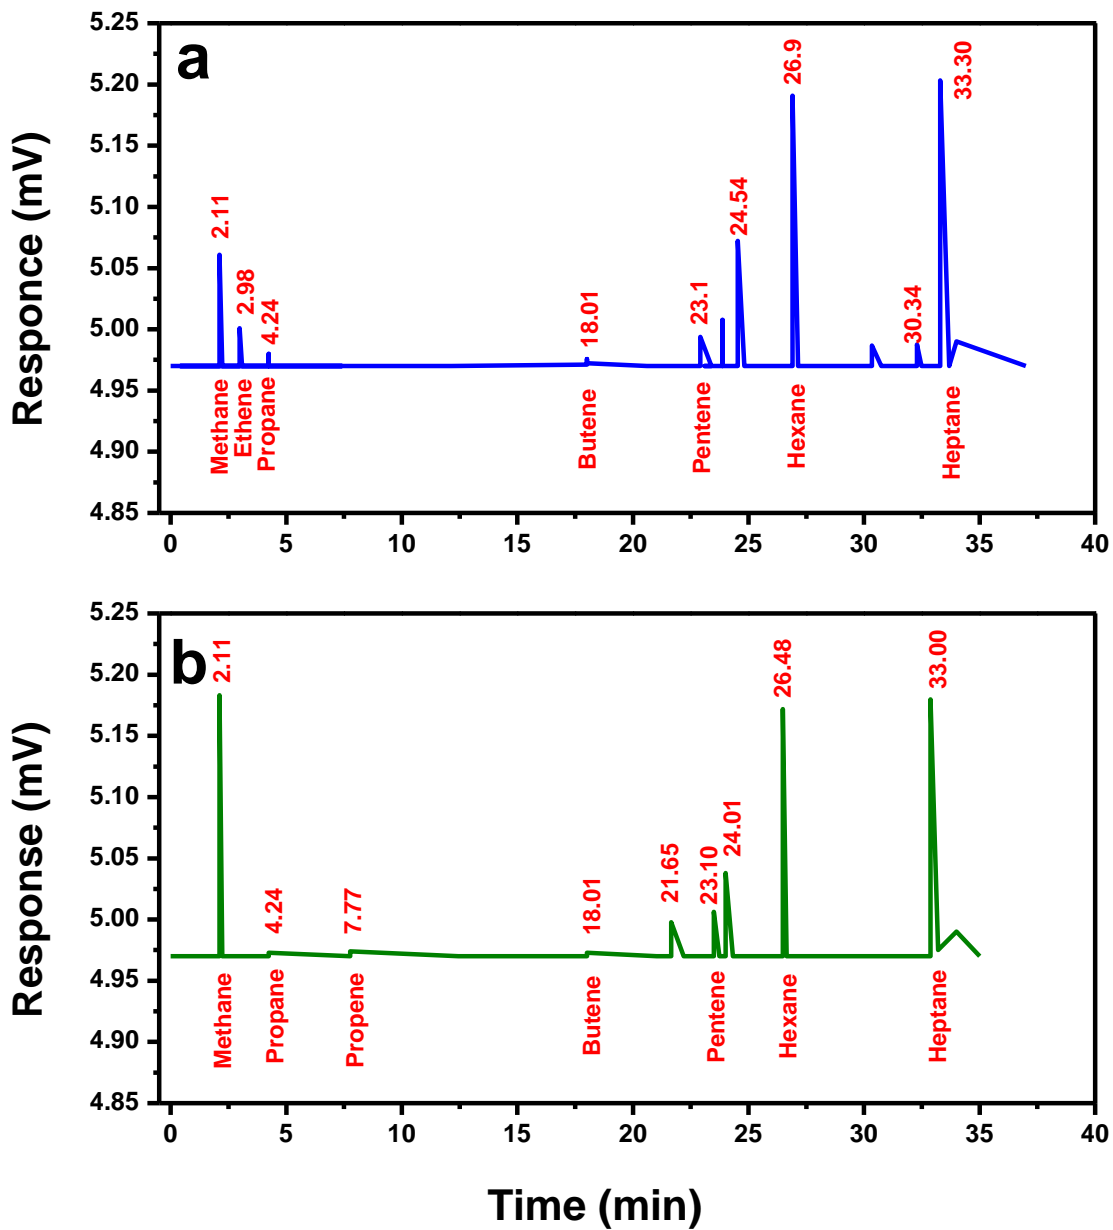 a
Responce (mV)
5.25
5.20
5.15
5.10
5.05
5.00
4.95
4.90
4.85
2.11
2.98
4.24
18.01
23.1
24.54
26.9
30.34
33.30
Methane
Ethene
Propane
Butene
Pentene
Hexane
Heptane
0 5 10 15 20 25 30 35 40
b
Response (mV)
5.25
5.20
5.15
5.10
5.05
5.00
4.95
4.90
4.85
2.11
4.24
7.77
18.01
21.65
23.10
24.01
26.48
33.00
Methane
Propane
Propene
Butene
Pentene
Hexane
Heptane
0 5 10 15 20 25 30 35 40
Time (min)